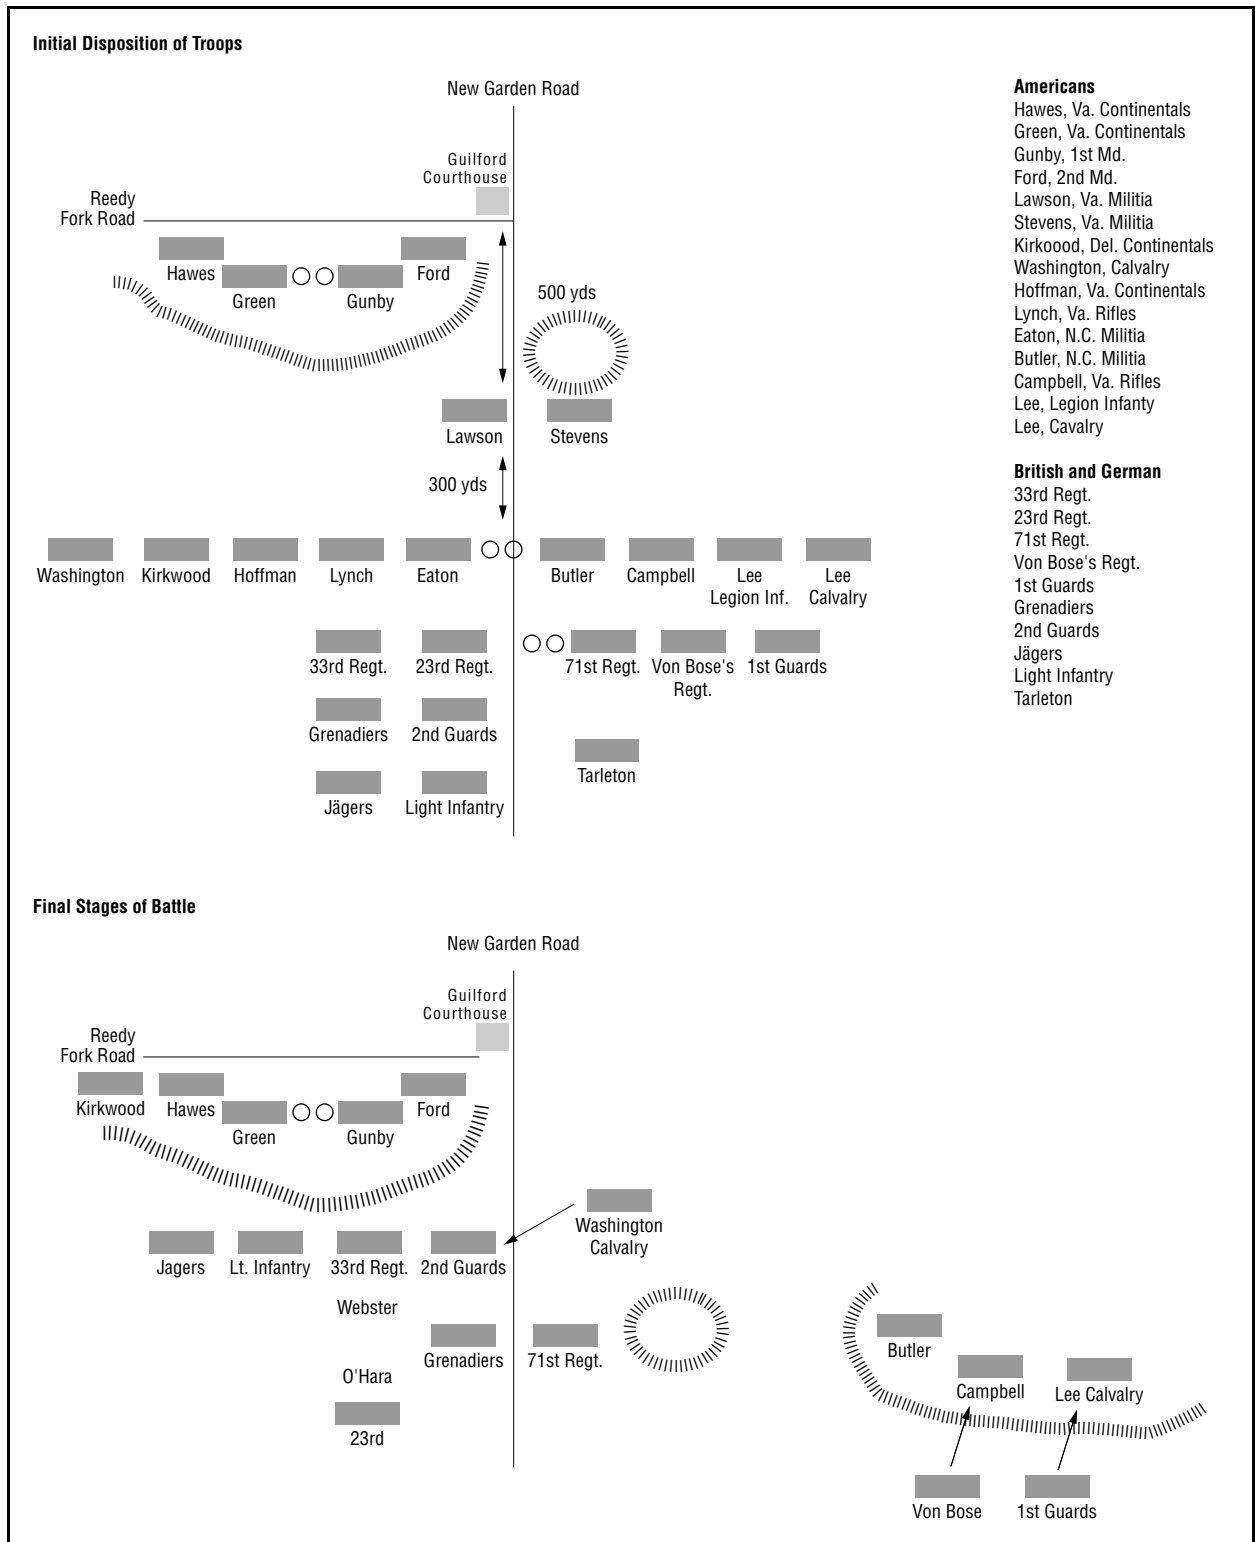 Initial Disposition of Troops
New Garden Road
Guilford
Courthouse
Reedy
Fork Road
Hawes
Green
Gunby
Ford
500 yds
Lawson
Stevens
300 yds
Washington
Kirkwood
Hoffman
Lynch
Eaton
Butler
Campbell
Lee
Legion Inf.
Lee
Calvalry
33rd Regt.
23rd Regt.
71st Regt.
Von Bose's
Regt.
1st Guards
Grenadiers
2nd Guards
Tarleton
Jägers
Light Infantry
Americans
Hawes, Va. Continentals
Green, Va. Continentals
Gunby, 1st Md.
Ford, 2nd Md.
Lawson, Va. Militia
Stevens, Va. Militia
Kirkoood, Del. Continentals
Washington, Calvalry
Hoffman, Va. Continentals
Lynch, Va. Rifles
Eaton, N.C. Militia
Butler, N.C. Militia
Campbell, Va. Rifles
Lee, Legion Infanty
Lee, Cavalry
British and German
33rd Regt.
23rd Regt.
71st Regt.
Von Bose's Regt.
1st Guards
Grenadiers
2nd Guards
Jägers
Light Infantry
Tarleton
Final Stages of Battle
New Garden Road
Guilford
Courthouse
Reedy
Fork Road
Kirkwood
Hawes
Green
Gunby
Ford
Washington
Calvalry
Jagers
Lt. Infantry
33rd Regt.
2nd Guards
Webster
Grenadiers
71st Regt.
O'Hara
23rd
Butler
Campbell
Lee Calvalry
Von Bose
1st Guards